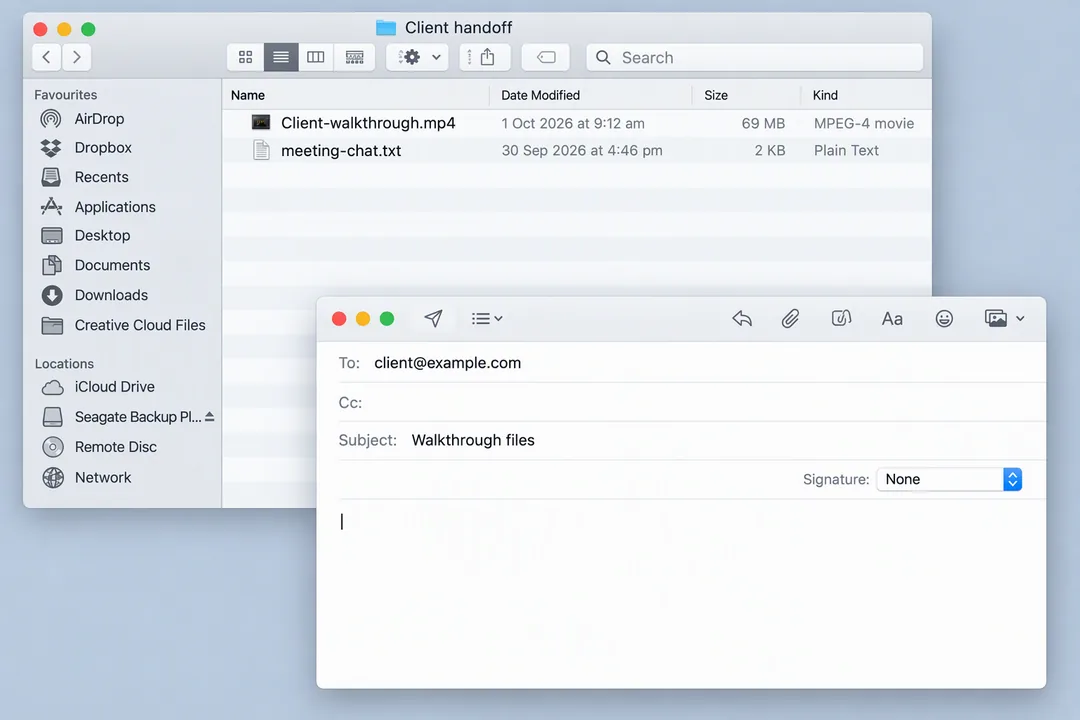 Client handoff
Search
Favourites
AirDrop
Dropbox
Recents
Applications
Desktop
Documents
Downloads
Creative Cloud Files
Locations
iCloud Drive
Seagate Backup Pl...
Remote Disc
Network
Name Date Modified Size Kind
Client-walkthrough.mp4 1 Oct 2026 at 9:12 am 69 MB MPEG-4 movie
meeting-chat.txt 30 Sep 2026 at 4:46 pm 2 KB Plain Text
Aa
To: client@example.com
Cc:
Subject: Walkthrough files
Signature: None